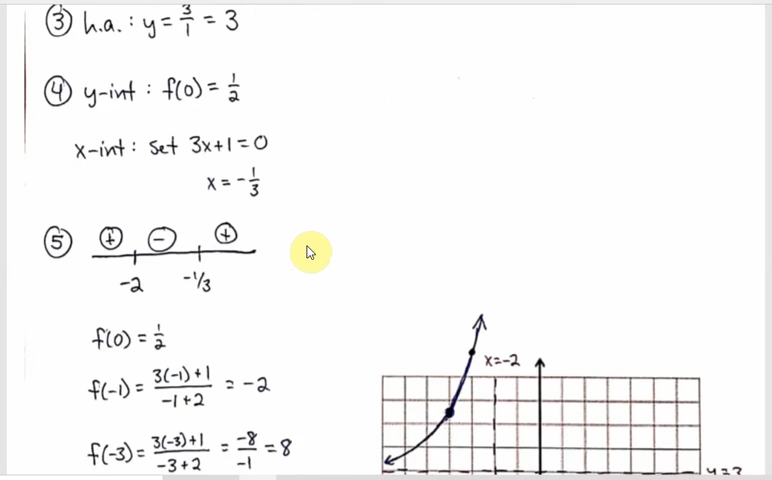 ③ h.a. : y = 3/1 = 3
④ y-int : f(0) = 1/2
x-int : set 3x+1=0
x = -1/3
⑤ ⊕ ⊖ ⊕
-2 -1/3
f(0) = 1/2
f(-1) = 3(-1)+1 / -1+2 = -2
f(-3) = 3(-3)+1 / -3+2 = -8/-1 = 8
x=-2
y=3